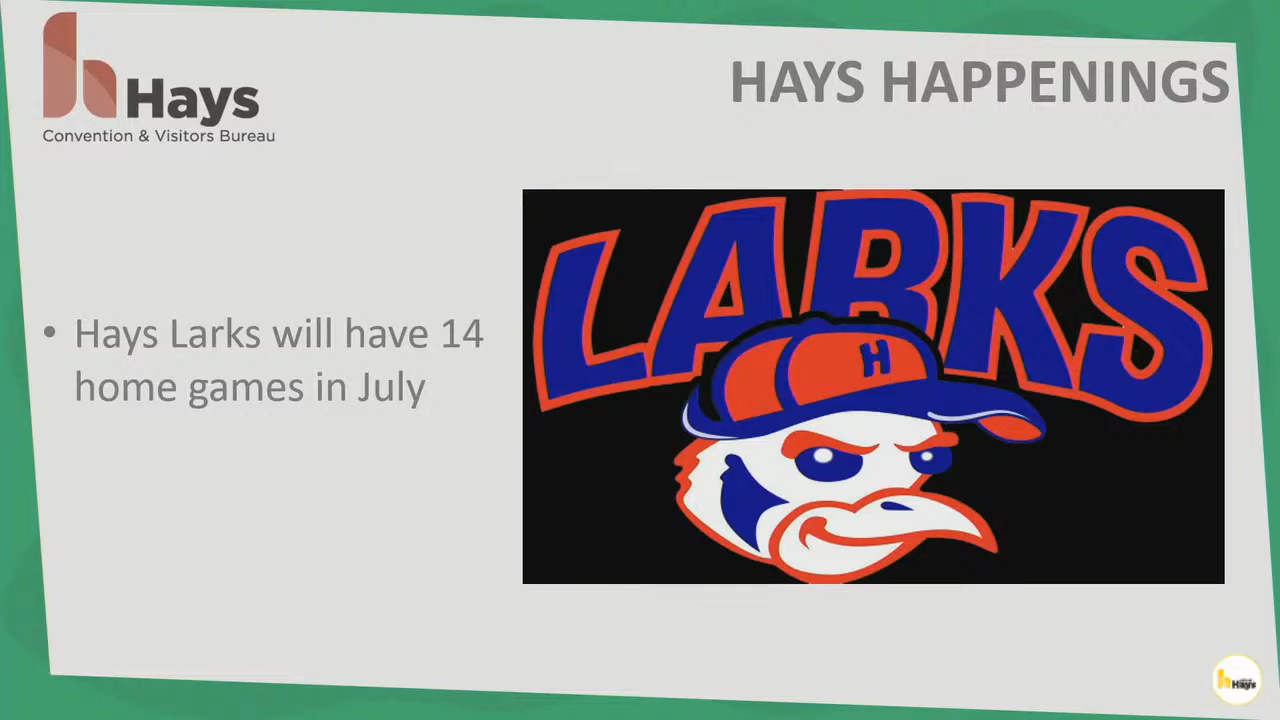 Hays
Convention & Visitors Bureau
HAYS HAPPENINGS
LARKS
H
• Hays Larks will have 14
home games in July
Hays